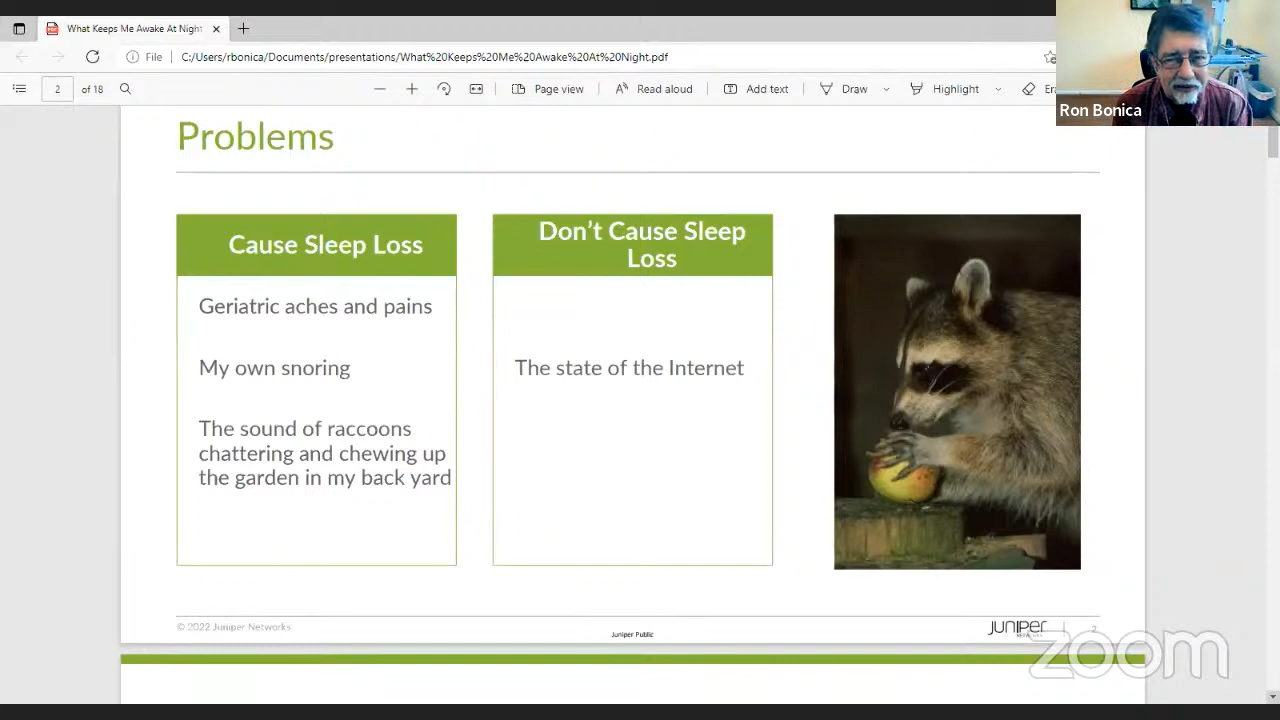 What Keeps Me Awake At Night
File
C:/Users/rbonica/Documents/presentations/What%20Keeps%20Me%20Awake%20At%20Night.pdf
2 of 18
Page view
Read aloud
Add text
Draw
Highlight
Ron Bonica
Problems
Cause Sleep Loss
Geriatric aches and pains
My own snoring
The sound of raccoons
chattering and chewing up
the garden in my back yard
Don't Cause Sleep
Loss
The state of the Internet
© 2022 Juniper Networks
Juniper Public
JUNIPER
2
zoom